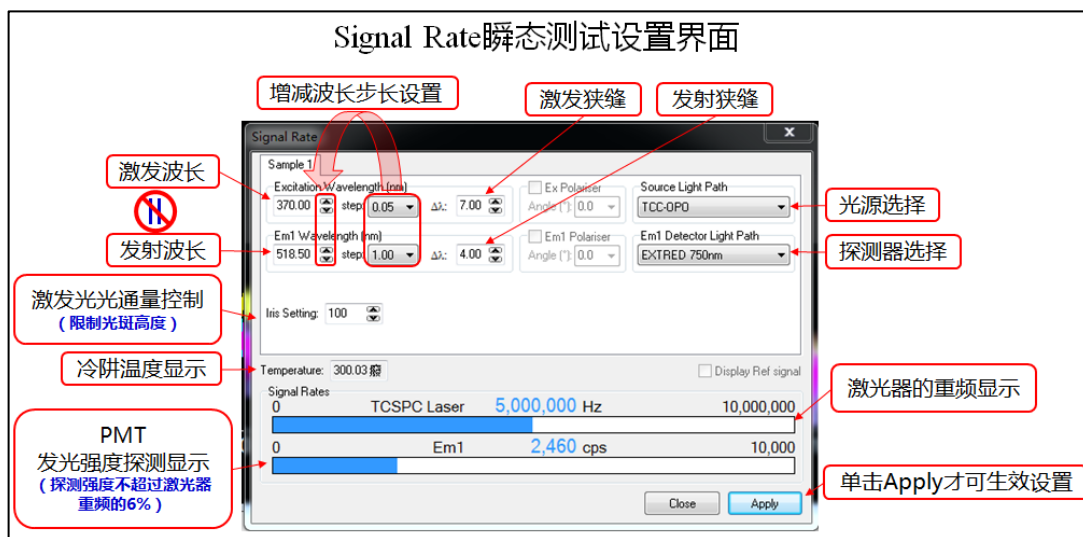 Signal Rate瞬态测试设置界面
增减波长步长设置
激发狭缝
发射狭缝
Signal Rate
x
Sample 1
激发波长
Excitation Wavelength (nm)
370.00 step: 0.05 Δλ: 7.00
Ex Polariser
Angle (°): 0.0
Source Light Path
TCC-OPO
光源选择
发射波长
Em1 Wavelength (nm)
518.50 step: 1.00 Δλ: 4.00
Em1 Polariser
Angle (°): 0.0
Em1 Detector Light Path
EXTRED 750nm
探测器选择
激发光光通量控制
(限制光斑高度)
Iris Setting: 100
冷阱温度显示
Temperature: 300.03
Display Ref signal
激光器的重频显示
Signal Rates
0 TCSPC Laser 5,000,000 Hz 10,000,000
PMT
发光强度探测显示
(探测强度不超过激光器
重频的6%)
0 Em1 2,460 cps 10,000
Close Apply
单击Apply才可生效设置